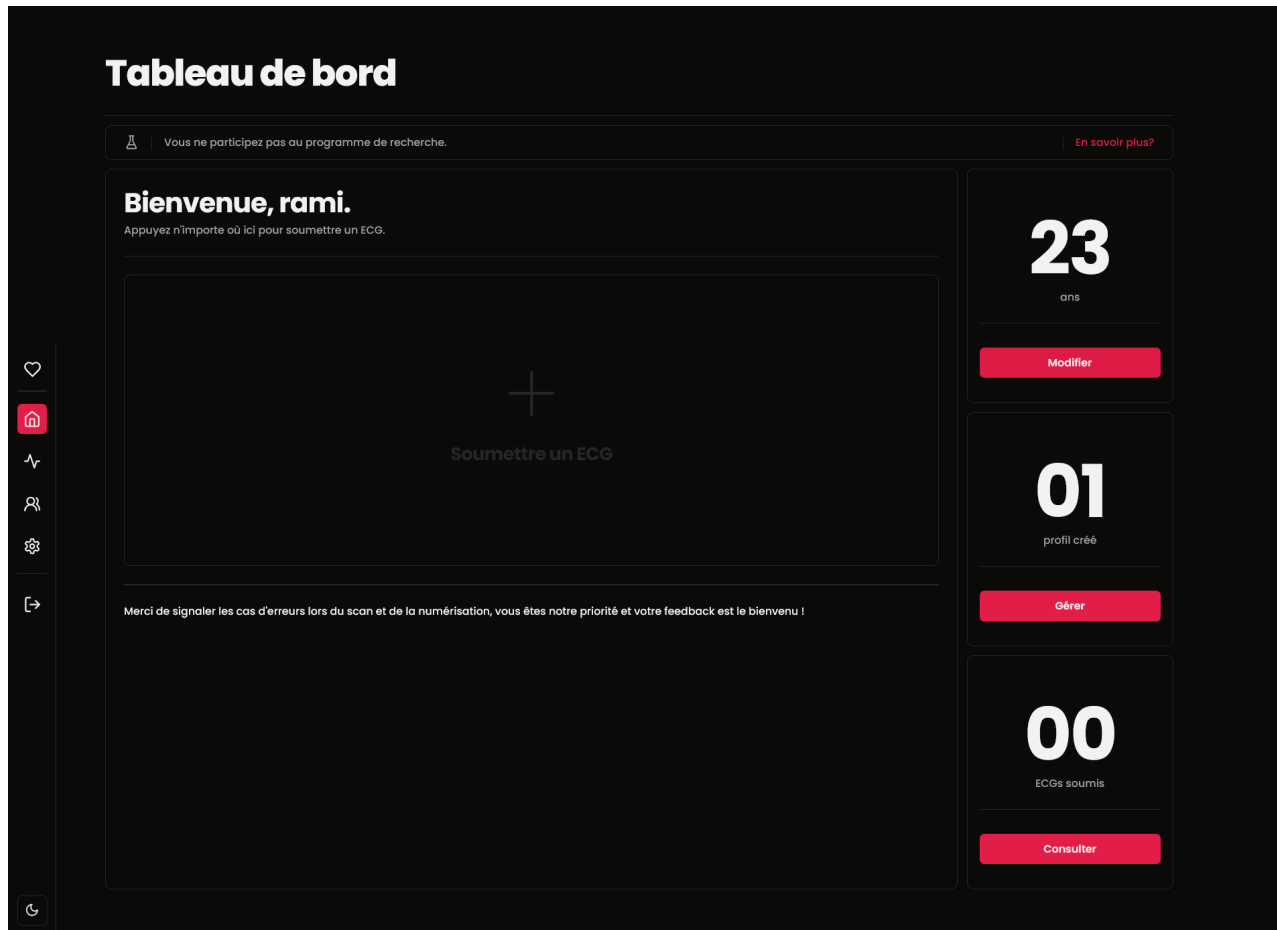 Tableau de bord
Vous ne participez pas au programme de recherche.
En savoir plus?
Bienvenue, rami.
Appuyez n'importe où ici pour soumettre un ECG.
Soumettre un ECG
Merci de signaler les cas d'erreurs lors du scan et de la numérisation, vous êtes notre priorité et votre feedback est le bienvenu !
23
ans
Modifier
01
profil créé
Gérer
00
ECGs soumis
Consulter